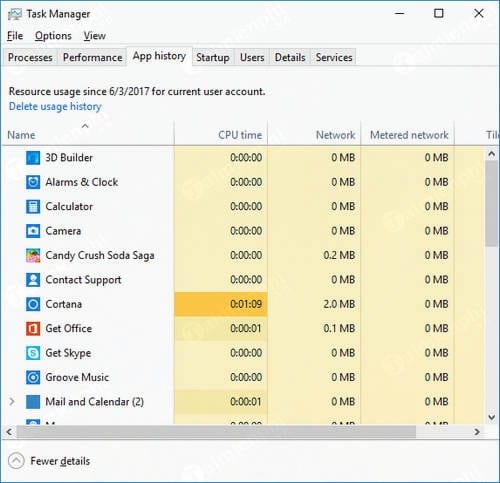 Task Manager
File Options View
Processes Performance App history Startup Users Details Services
Resource usage since 6/3/2017 for current user account.
Delete usage history
Name CPU time Network Metered network Tile
3D Builder 0:00:00 0 MB 0 MB
Alarms & Clock 0:00:00 0 MB 0 MB
Calculator 0:00:00 0 MB 0 MB
Camera 0:00:00 0 MB 0 MB
Candy Crush Soda Saga 0:00:00 0.2 MB 0 MB
Contact Support 0:00:00 0 MB 0 MB
Cortana 0:01:09 2.0 MB 0 MB
Get Office 0:00:01 0.1 MB 0 MB
Get Skype 0:00:00 0 MB 0 MB
Groove Music 0:00:00 0 MB 0 MB
Mail and Calendar (2) 0:00:01 0 MB 0 MB
Fewer details